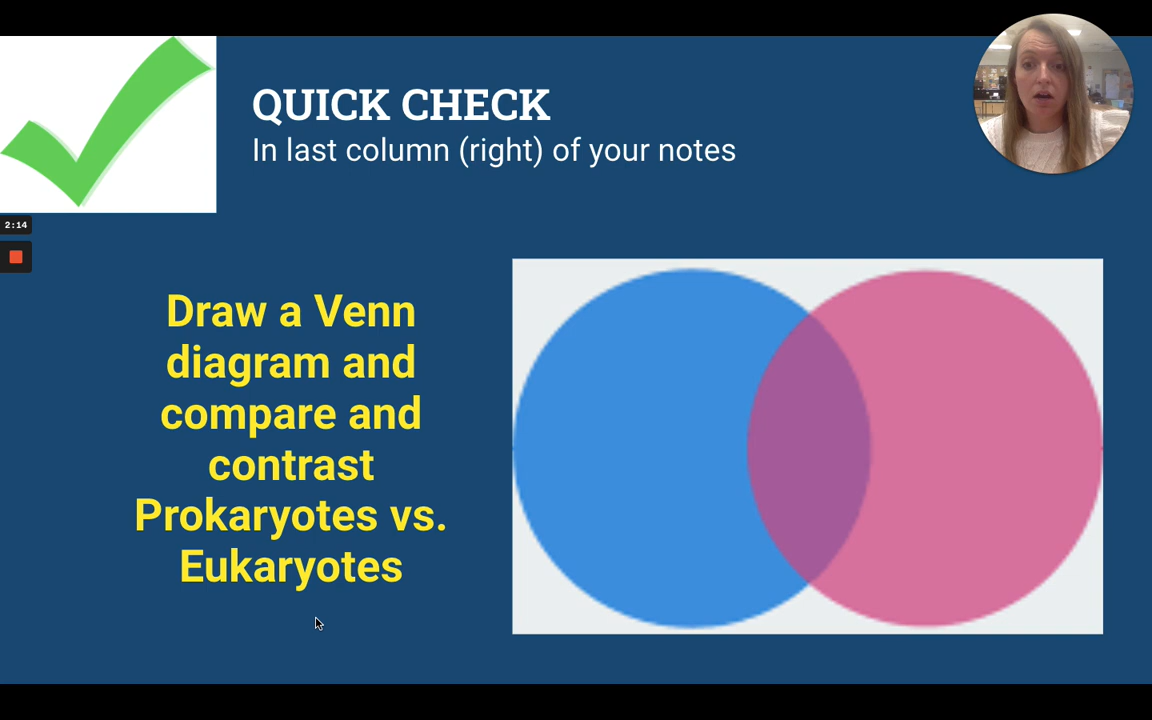 QUICK CHECK
In last column (right) of your notes
2:14
Draw a Venn
diagram and
compare and
contrast
Prokaryotes vs.
Eukaryotes